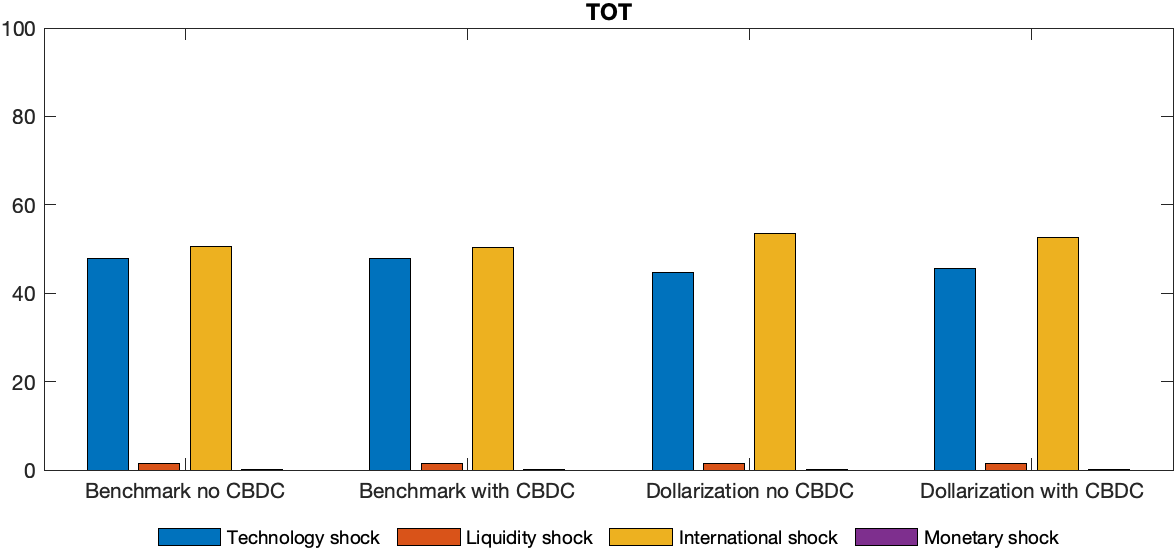 TOT
100
80
60
40
20
0
Benchmark no CBDC Benchmark with CBDC Dollarization no CBDC Dollarization with CBDC
Technology shock Liquidity shock International shock Monetary shock